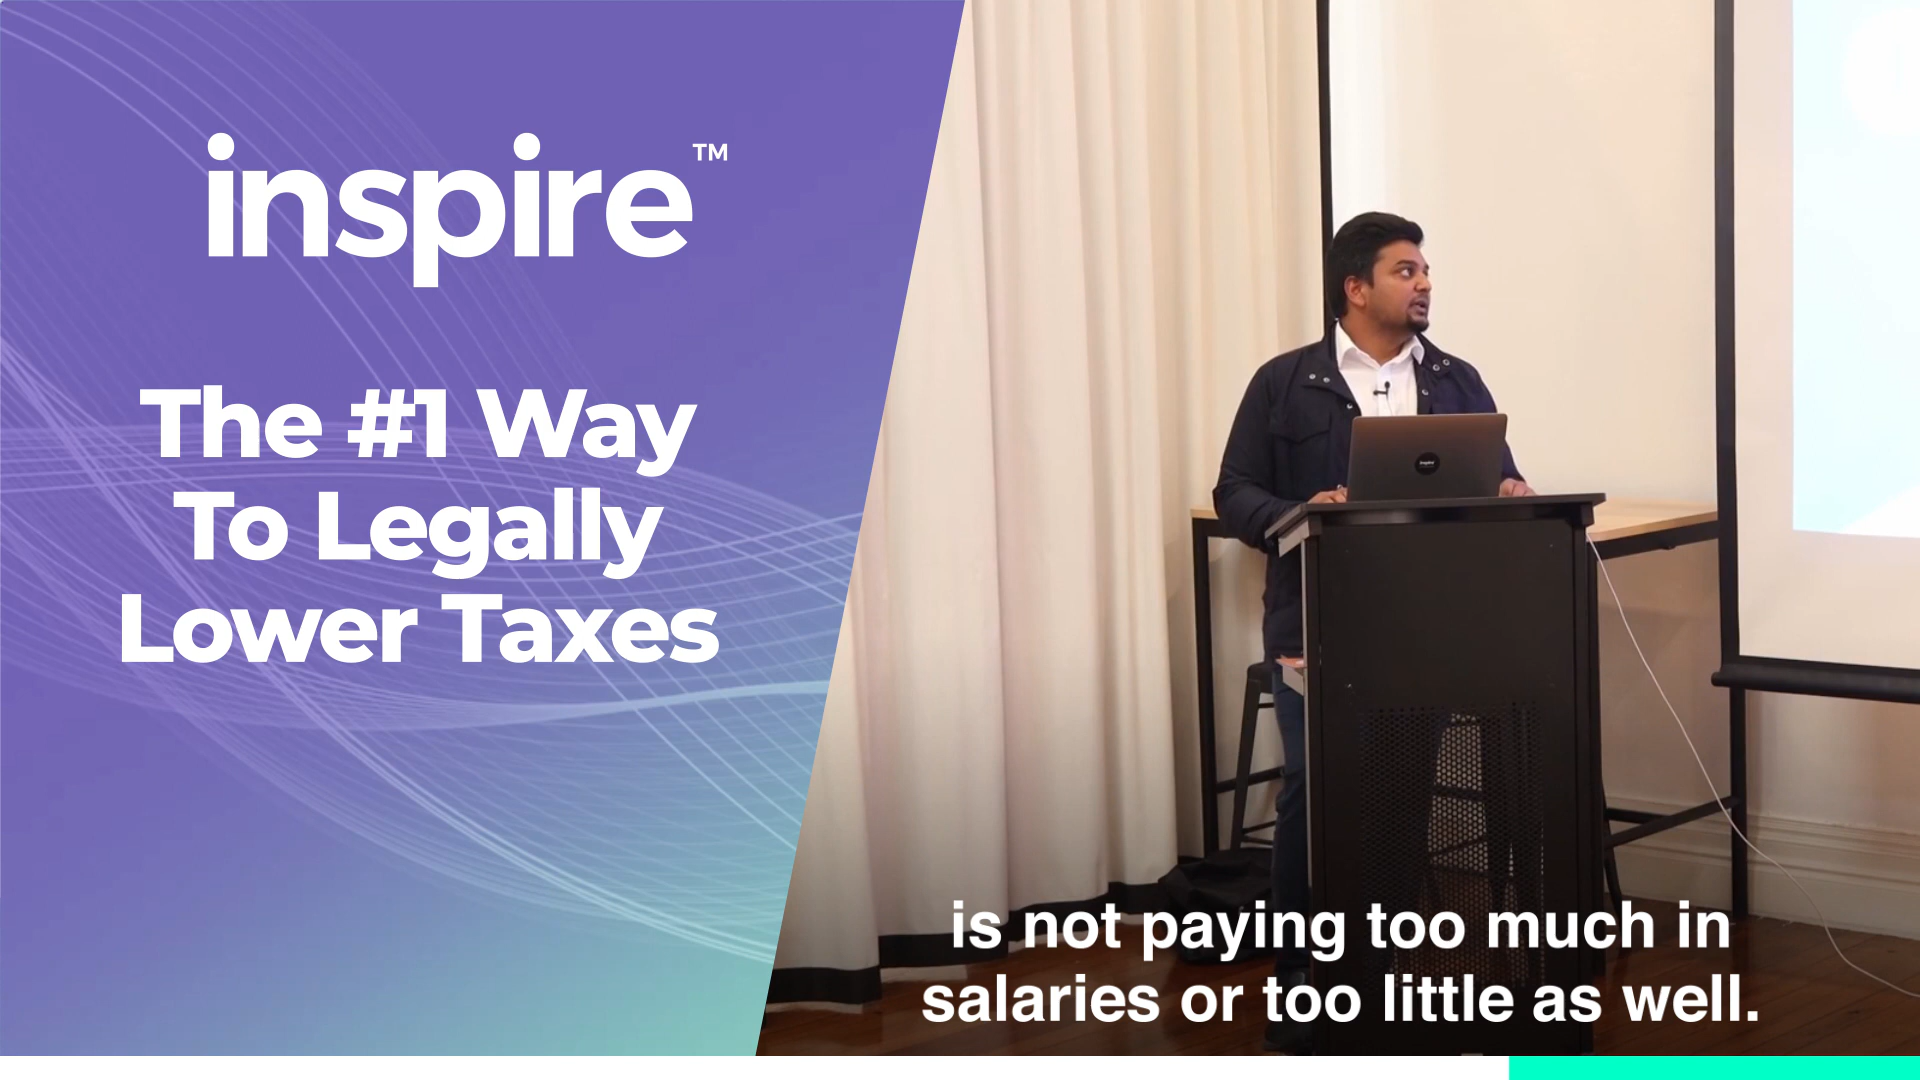 inspire™
The #1 Way
To Legally
Lower Taxes
inspire
is not paying too much in
salaries or too little as well.